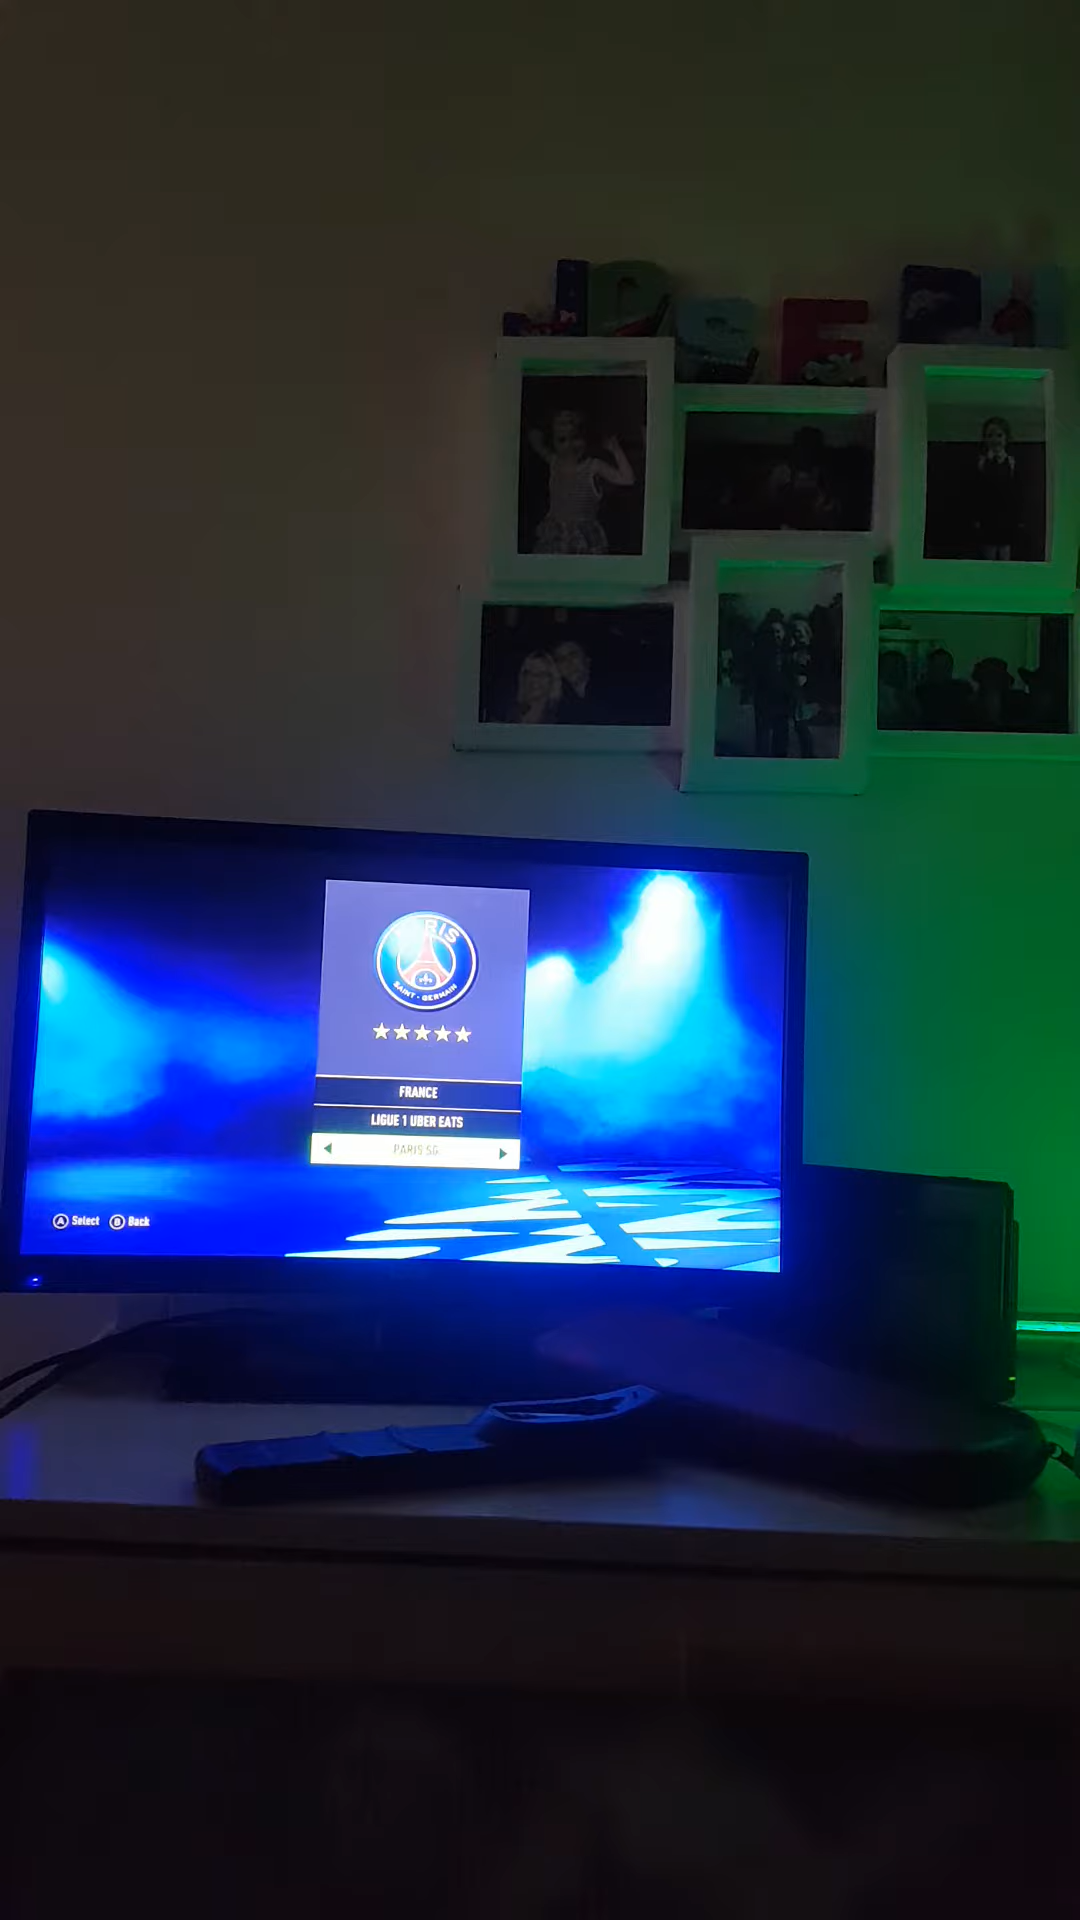 PARIS
SAINT-GERMAIN
FRANCE
LIGUE 1 UBER EATS
PARIS SG
A Select B Back